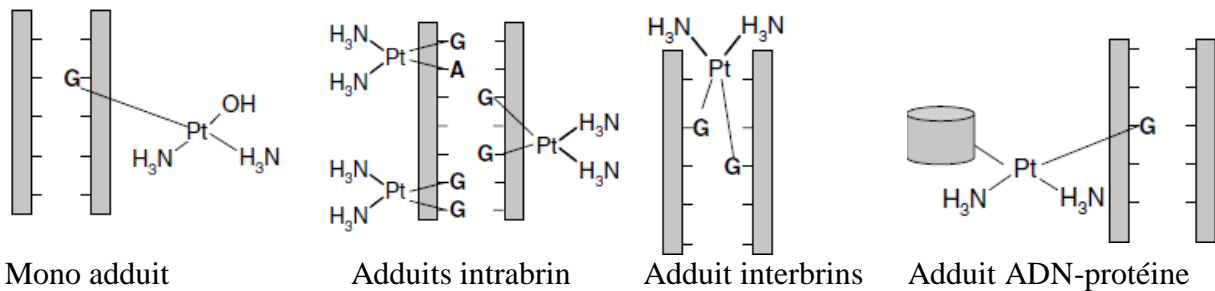 G
OH
Pt
H₃N
H₃N
H₃N
Pt
H₃N
G
A
G
G
Pt
H₃N
H₃N
H₃N
Pt
H₃N
G
G
H₃N
H₃N
Pt
G
G
G
Pt
H₃N
H₃N
Mono adduit
Adduits intrabrin
Adduit interbrins
Adduit ADN-protéine